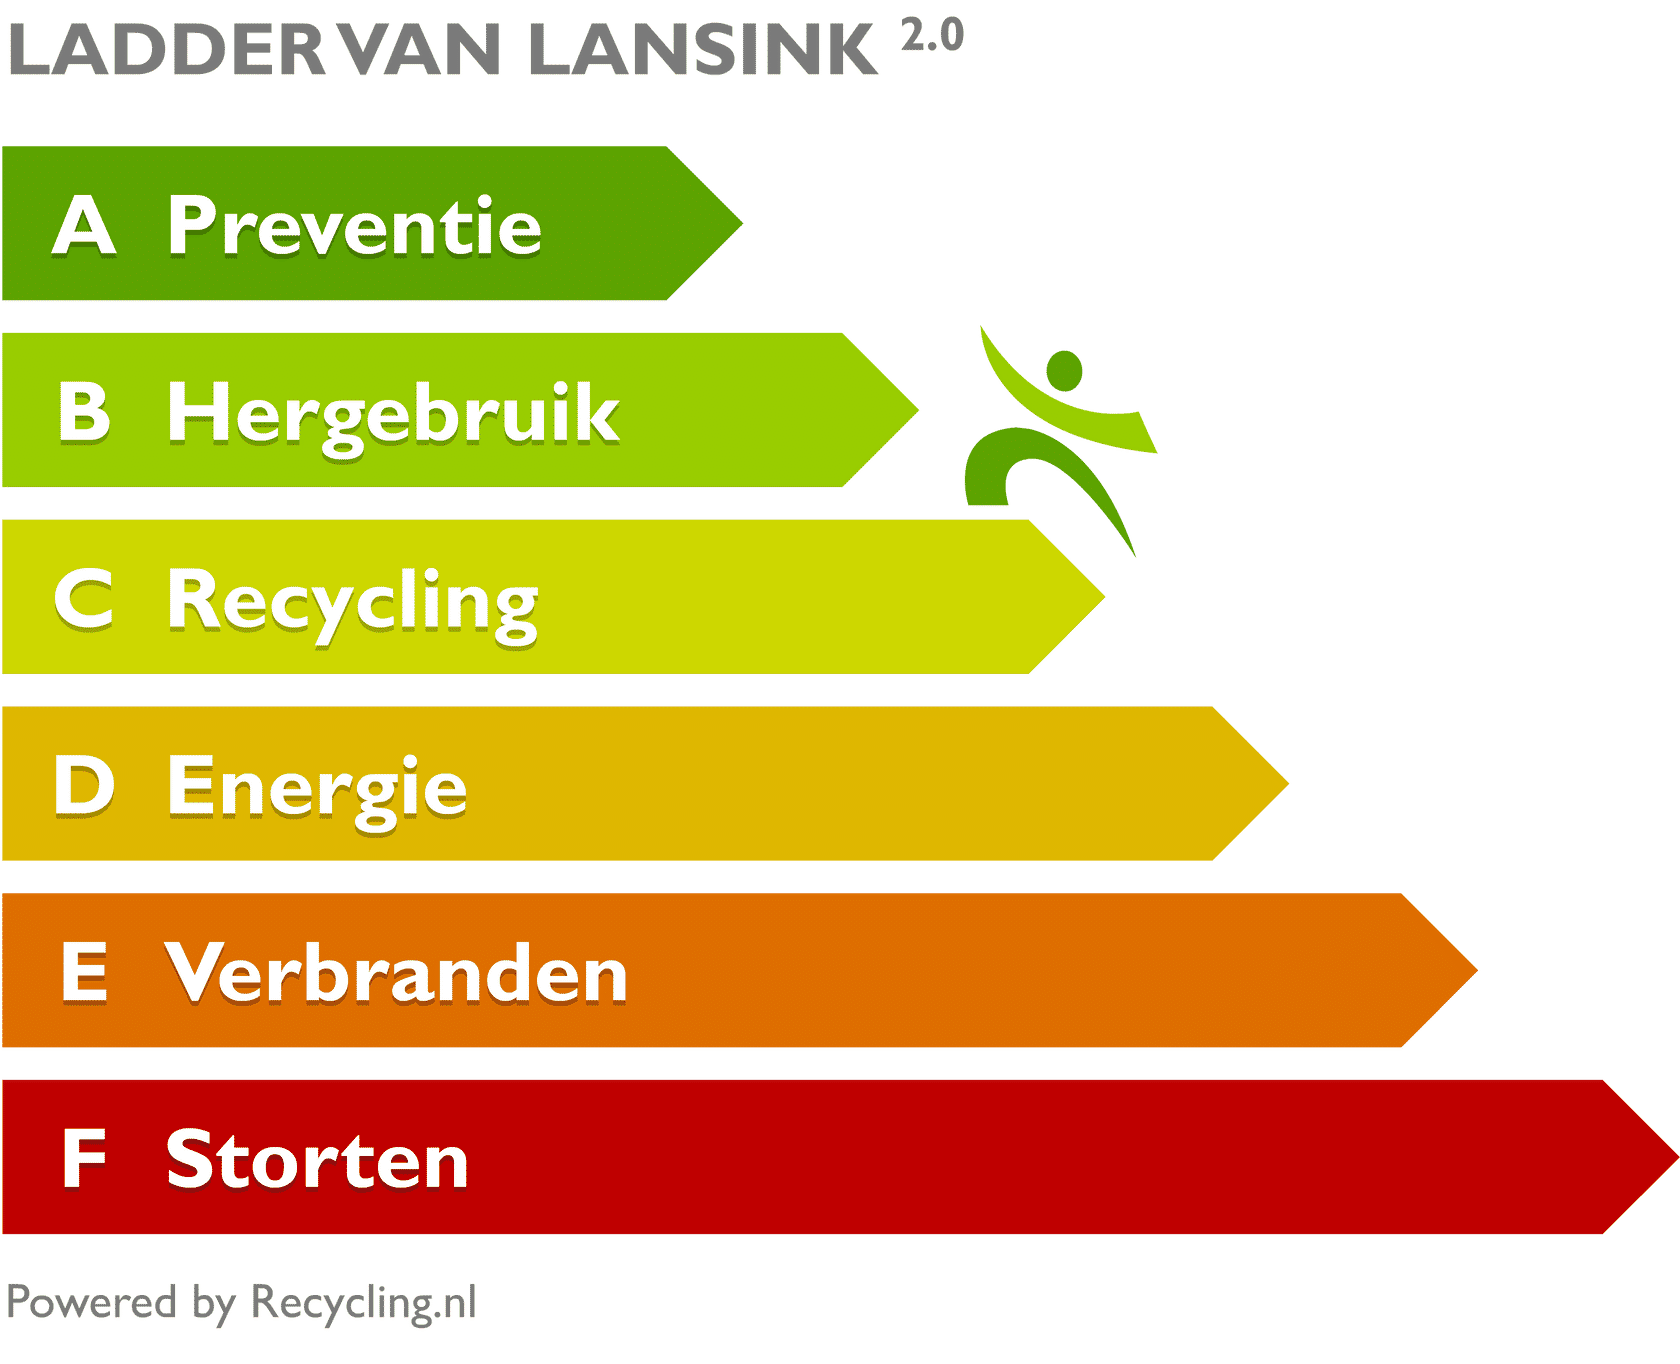 LADDER VAN LANSINK 2.0
A Preventie
B Hergebruik
C Recycling
D Energie
E Verbranden
F Storten
Powered by Recycling.nl